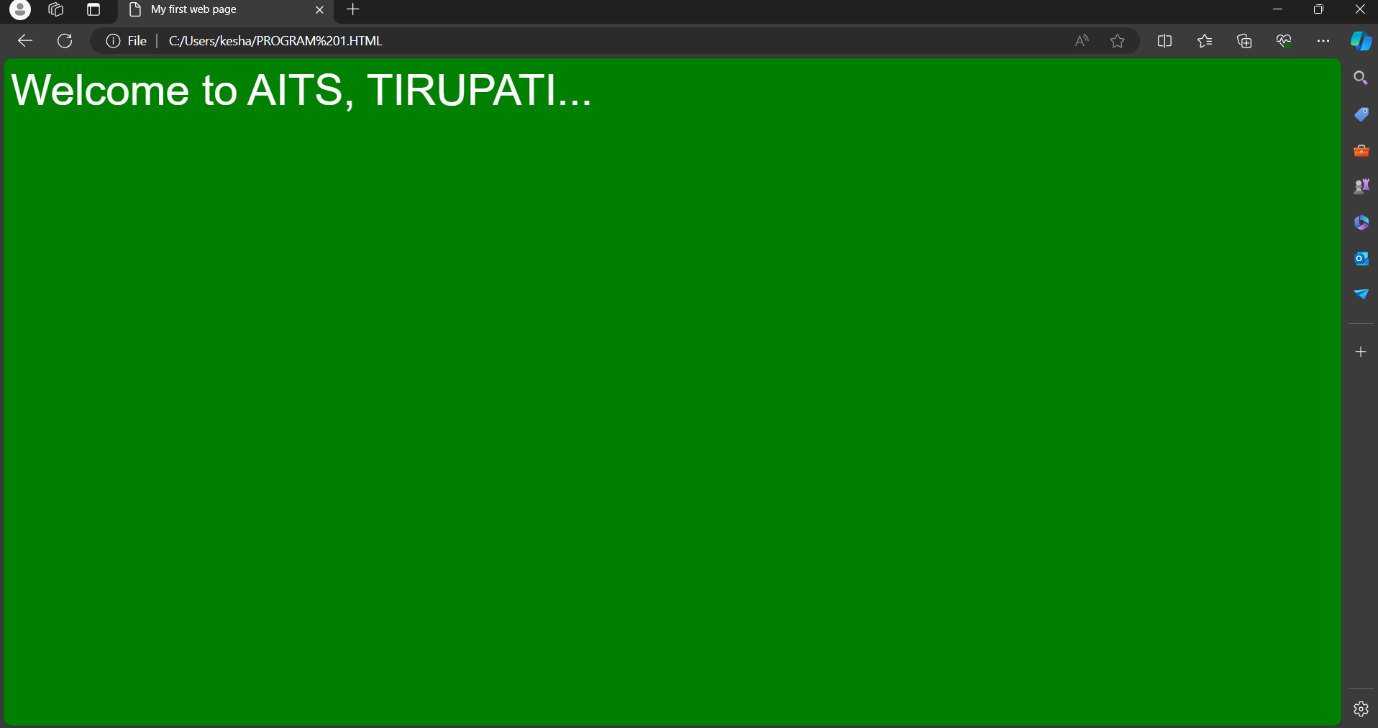 My first web page
File
C:/Users/kesha/PROGRAM%201.HTML
Welcome to AITS, TIRUPATI...